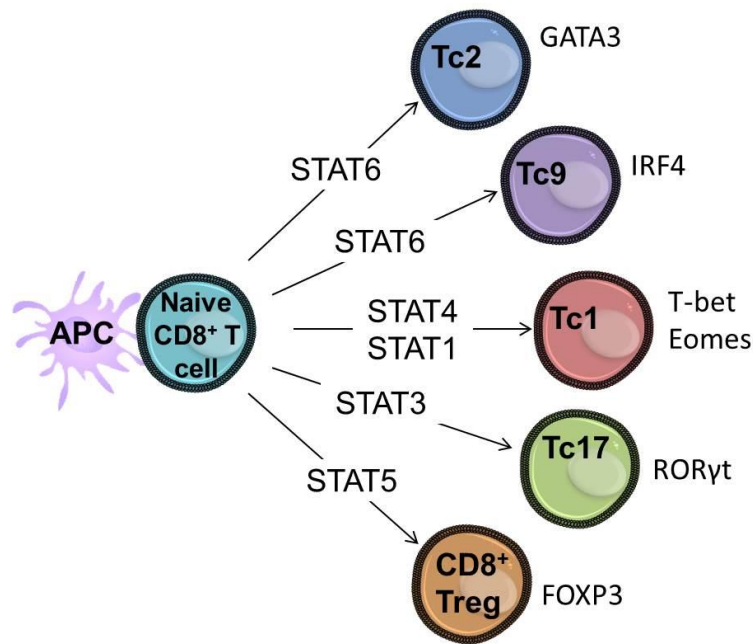 Tc2
GATA3
STAT6
Tc9
IRF4
STAT6
APC
Naive
CD8⁺ T
cell
STAT4
STAT1
Tc1
T-bet
Eomes
STAT3
Tc17
RORγt
STAT5
CD8⁺
Treg
FOXP3